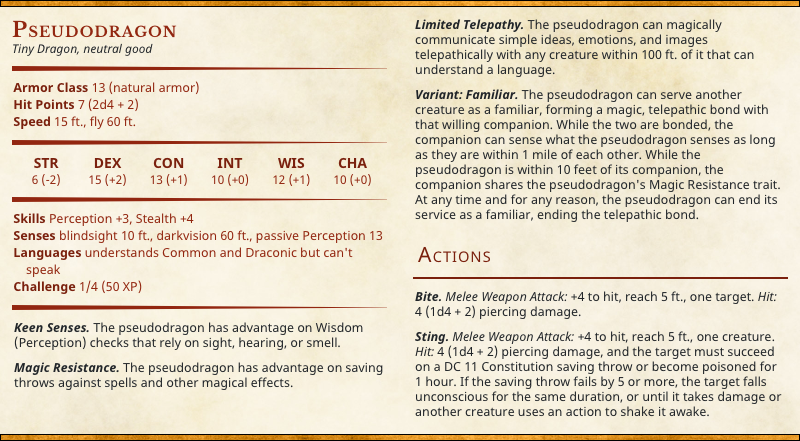 Pseudodragon
Tiny Dragon, neutral good
Armor Class 13 (natural armor)
Hit Points 7 (2d4 + 2)
Speed 15 ft., fly 60 ft.
STR DEX CON INT WIS CHA
6 (-2) 15 (+2) 13 (+1) 10 (+0) 12 (+1) 10 (+0)
Skills Perception +3, Stealth +4
Senses blindsight 10 ft., darkvision 60 ft., passive Perception 13
Languages understands Common and Draconic but can't
speak
Challenge 1/4 (50 XP)
Keen Senses. The pseudodragon has advantage on Wisdom
(Perception) checks that rely on sight, hearing, or smell.
Magic Resistance. The pseudodragon has advantage on saving
throws against spells and other magical effects.
Limited Telepathy. The pseudodragon can magically
communicate simple ideas, emotions, and images
telepathically with any creature within 100 ft. of it that can
understand a language.
Variant: Familiar. The pseudodragon can serve another
creature as a familiar, forming a magic, telepathic bond with
that willing companion. While the two are bonded, the
companion can sense what the pseudodragon senses as long
as they are within 1 mile of each other. While the
pseudodragon is within 10 feet of its companion, the
companion shares the pseudodragon's Magic Resistance trait.
At any time and for any reason, the pseudodragon can end its
service as a familiar, ending the telepathic bond.
Actions
Bite. Melee Weapon Attack: +4 to hit, reach 5 ft., one target. Hit:
4 (1d4 + 2) piercing damage.
Sting. Melee Weapon Attack: +4 to hit, reach 5 ft., one creature.
Hit: 4 (1d4 + 2) piercing damage, and the target must succeed
on a DC 11 Constitution saving throw or become poisoned for
1 hour. If the saving throw fails by 5 or more, the target falls
unconscious for the same duration, or until it takes damage or
another creature uses an action to shake it awake.